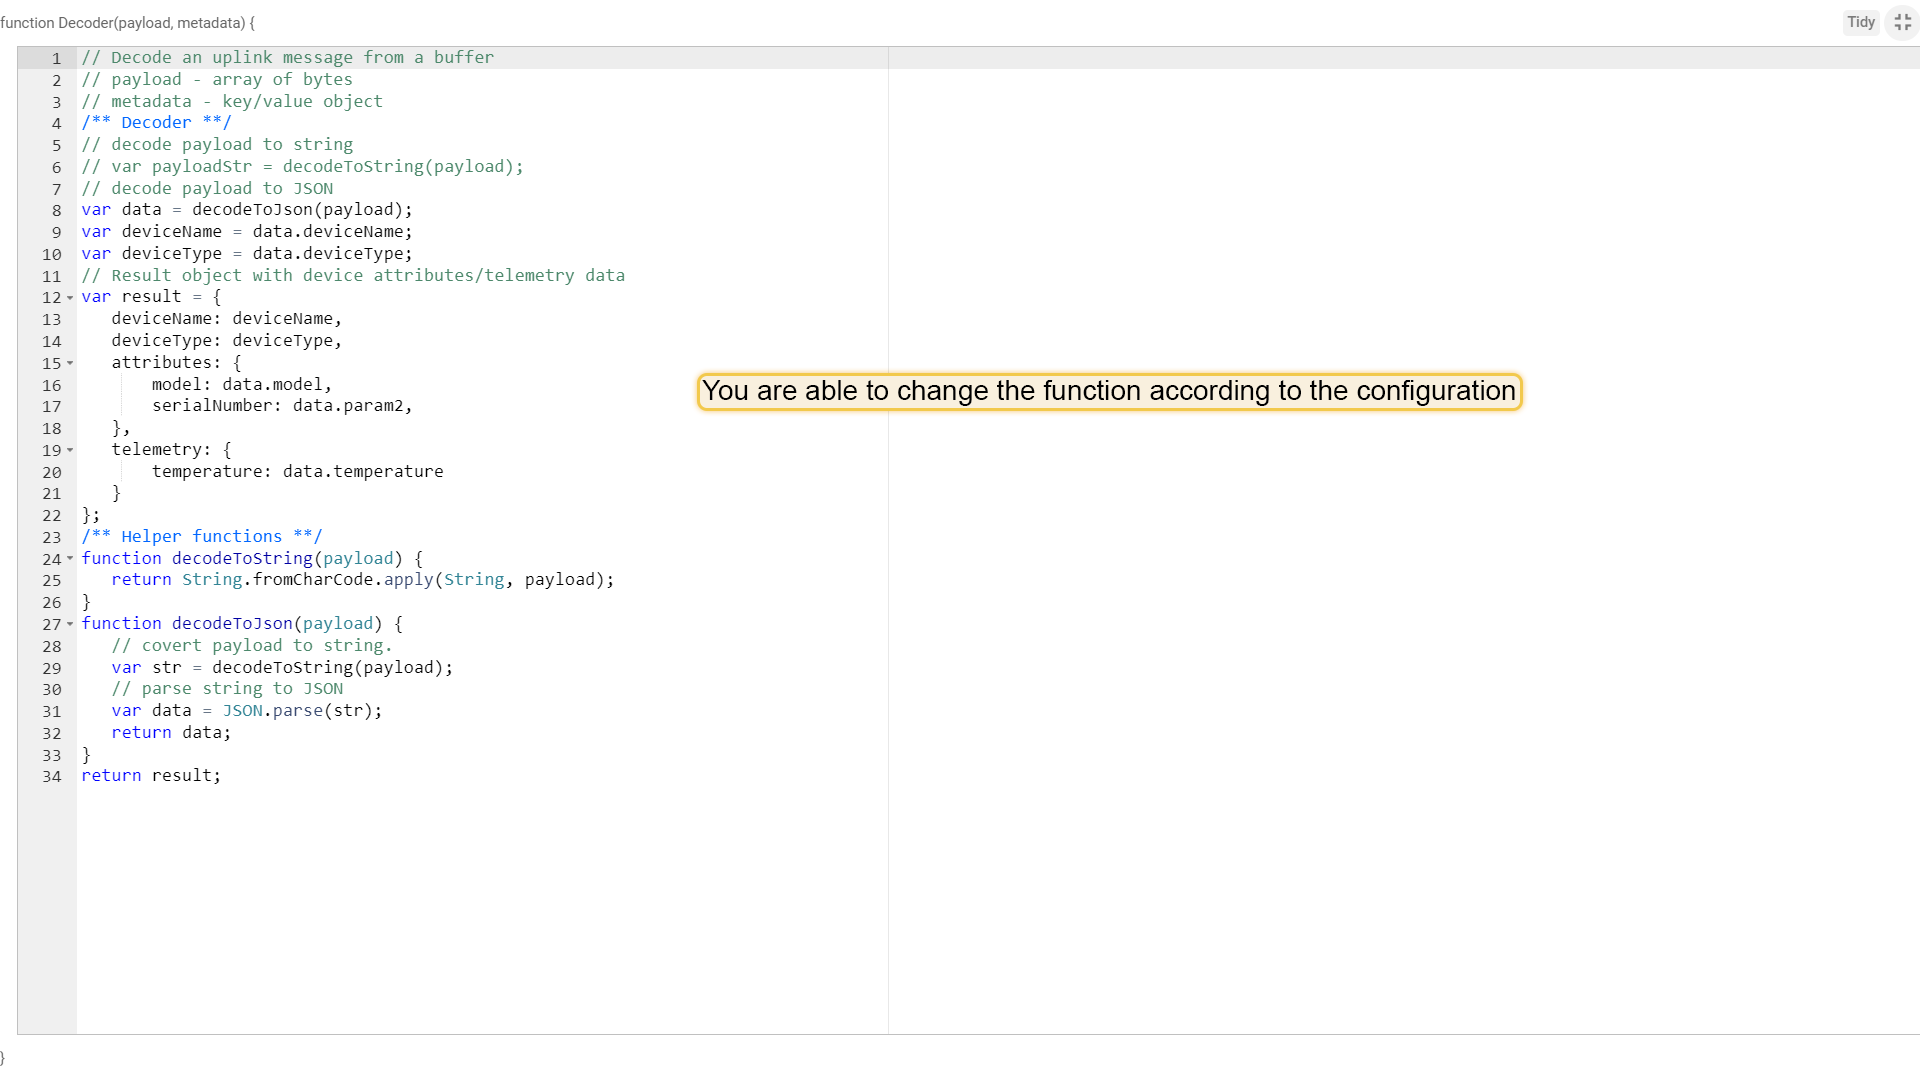 function Decoder(payload, metadata) {
Tidy
1 // Decode an uplink message from a buffer
2 // payload - array of bytes
3 // metadata - key/value object
4 /** Decoder **/
5 // decode payload to string
6 // var payloadStr = decodeToString(payload);
7 // decode payload to JSON
8 var data = decodeToJson(payload);
9 var deviceName = data.deviceName;
10 var deviceType = data.deviceType;
11 // Result object with device attributes/telemetry data
12 var result = {
13 deviceName: deviceName,
14 deviceType: deviceType,
15 attributes: {
16 model: data.model,
17 serialNumber: data.param2,
You are able to change the function according to the configuration
18 },
19 telemetry: {
20 temperature: data.temperature
21 }
22 };
23 /** Helper functions **/
24 function decodeToString(payload) {
25 return String.fromCharCode.apply(String, payload);
26 }
27 function decodeToJson(payload) {
28 // covert payload to string.
29 var str = decodeToString(payload);
30 // parse string to JSON
31 var data = JSON.parse(str);
32 return data;
33 }
34 return result;
}